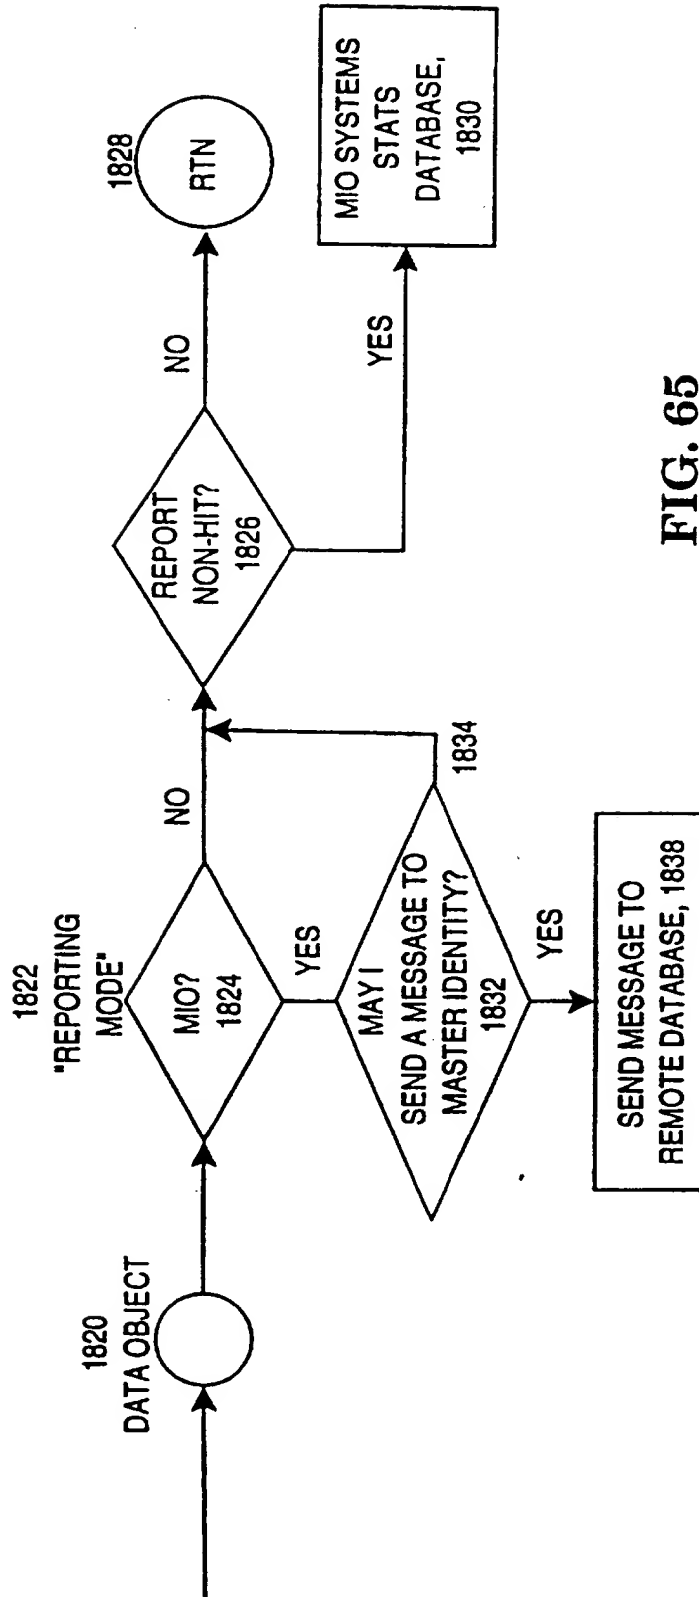 1820
DATA OBJECT
1822
"REPORTING
MODE"
MIO?
1824
NO
YES
MAY I
SEND A MESSAGE TO
MASTER IDENTITY?
1832
1834
YES
SEND MESSAGE TO
REMOTE DATABASE, 1838
REPORT
NON-HIT?
1826
NO
1828
RTN
YES
MIO SYSTEMS
STATS
DATABASE,
1830
FIG. 65